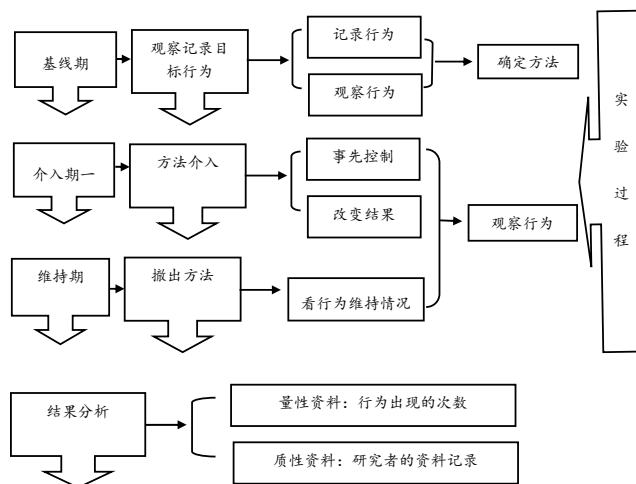 基线期
观察记录目
标行为
记录行为
观察行为
确定方法
介入期一
方法介入
事先控制
改变结果
观察行为
维持期
撤出方法
看行为维持情况
实
验
过
程
结果分析
量性资料：行为出现的次数
质性资料：研究者的资料记录